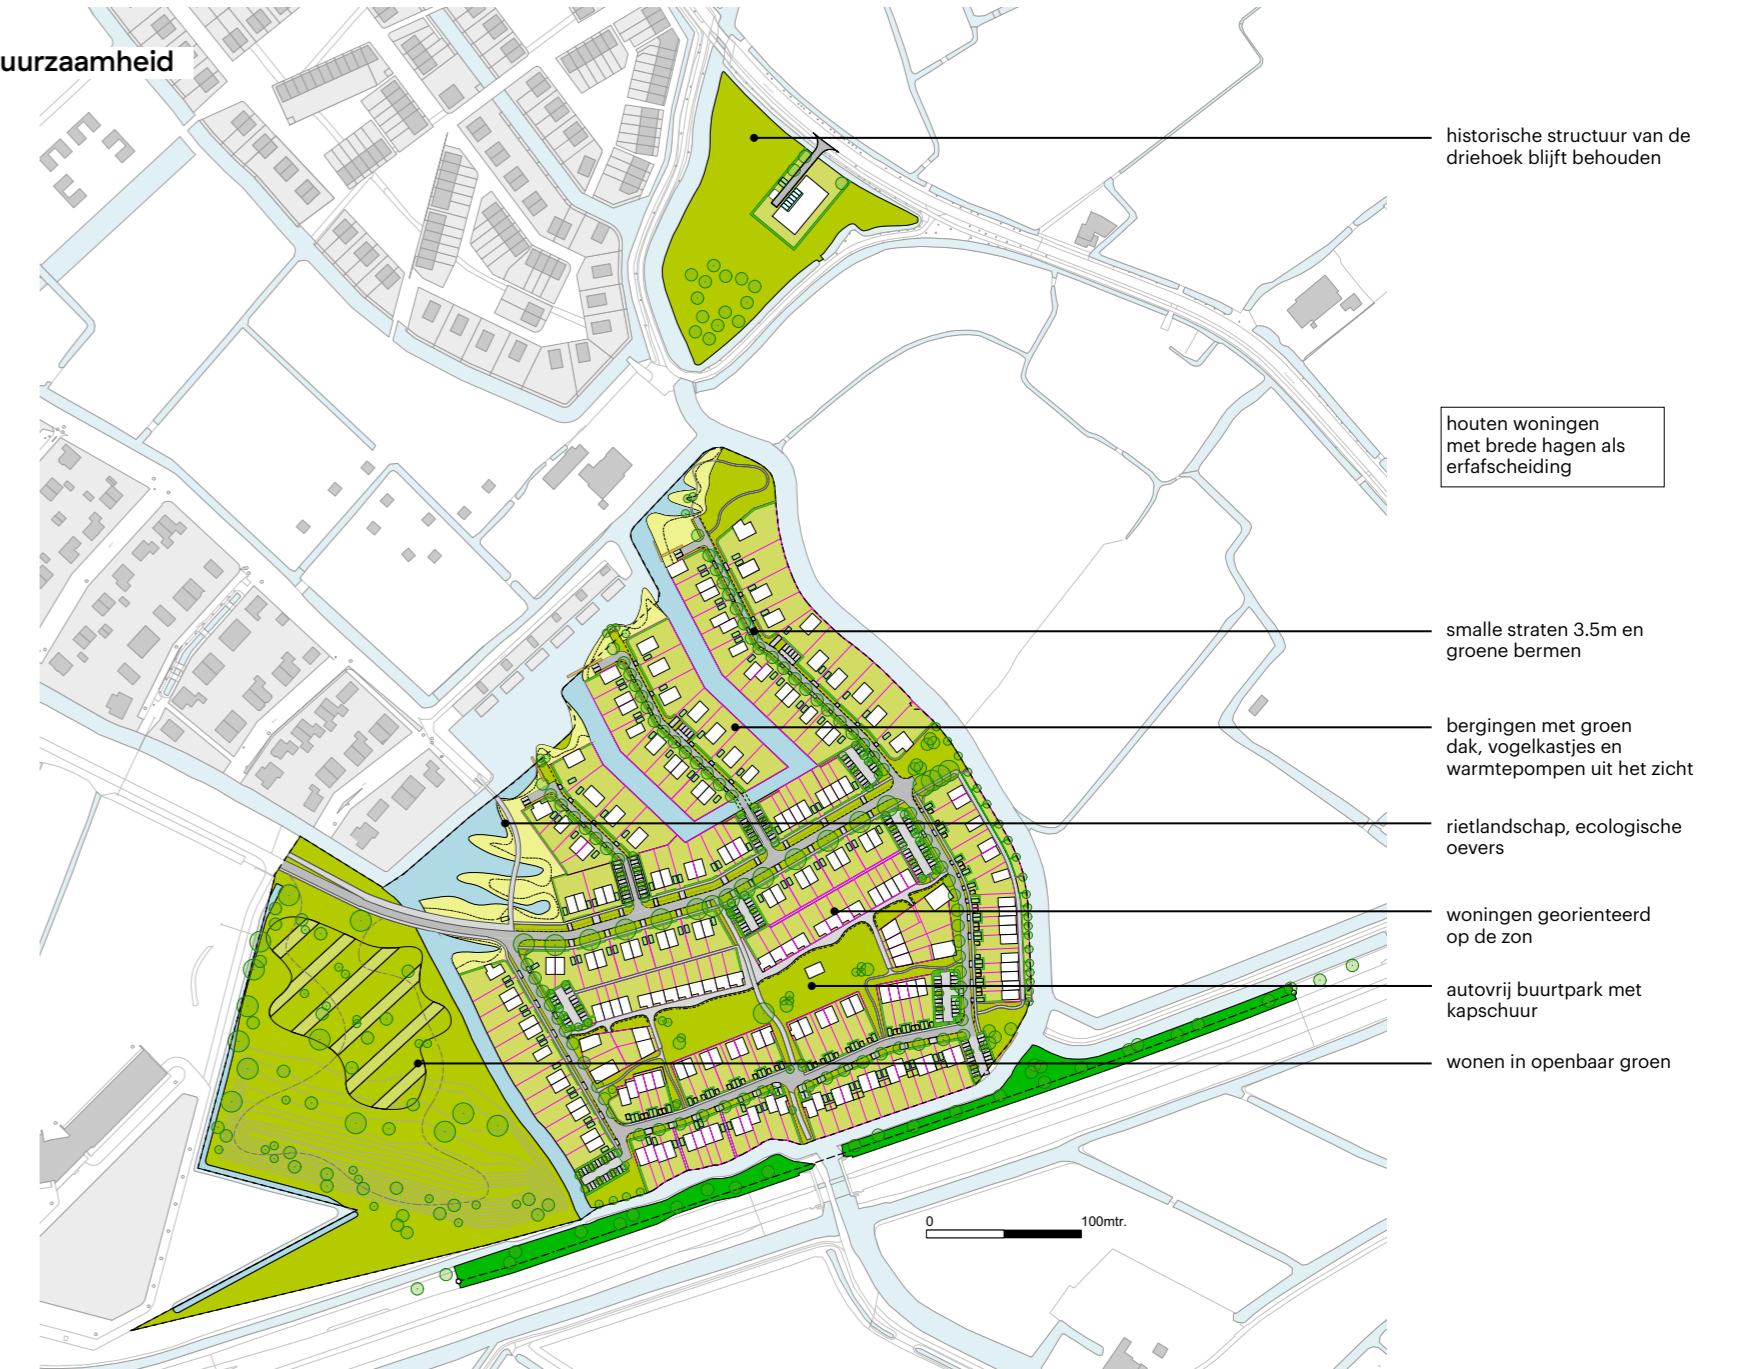 uurzaamheid
historische structuur van de
driehoek blijft behouden
houten woningen
met brede hagen als
erfafscheiding
smalle straten 3.5m en
groene bermen
bergingen met groen
dak, vogelkastjes en
warmtepompen uit het zicht
rietlandschap, ecologische
oevers
woningen georienteerd
op de zon
autovrij buurtpark met
kapschuur
wonen in openbaar groen
0 100mtr.